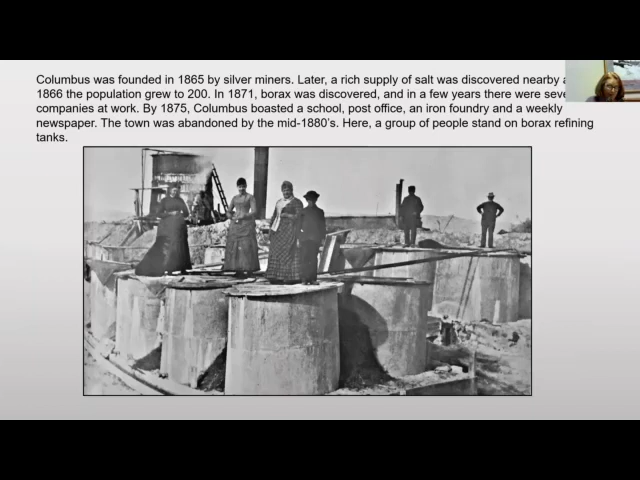 Columbus was founded in 1865 by silver miners. Later, a rich supply of salt was discovered nearby
1866 the population grew to 200. In 1871, borax was discovered, and in a few years there were
companies at work. By 1875, Columbus boasted a school, post office, an iron foundry and a weekly
newspaper. The town was abandoned by the mid-1880's. Here, a group of people stand on borax refining
tanks.